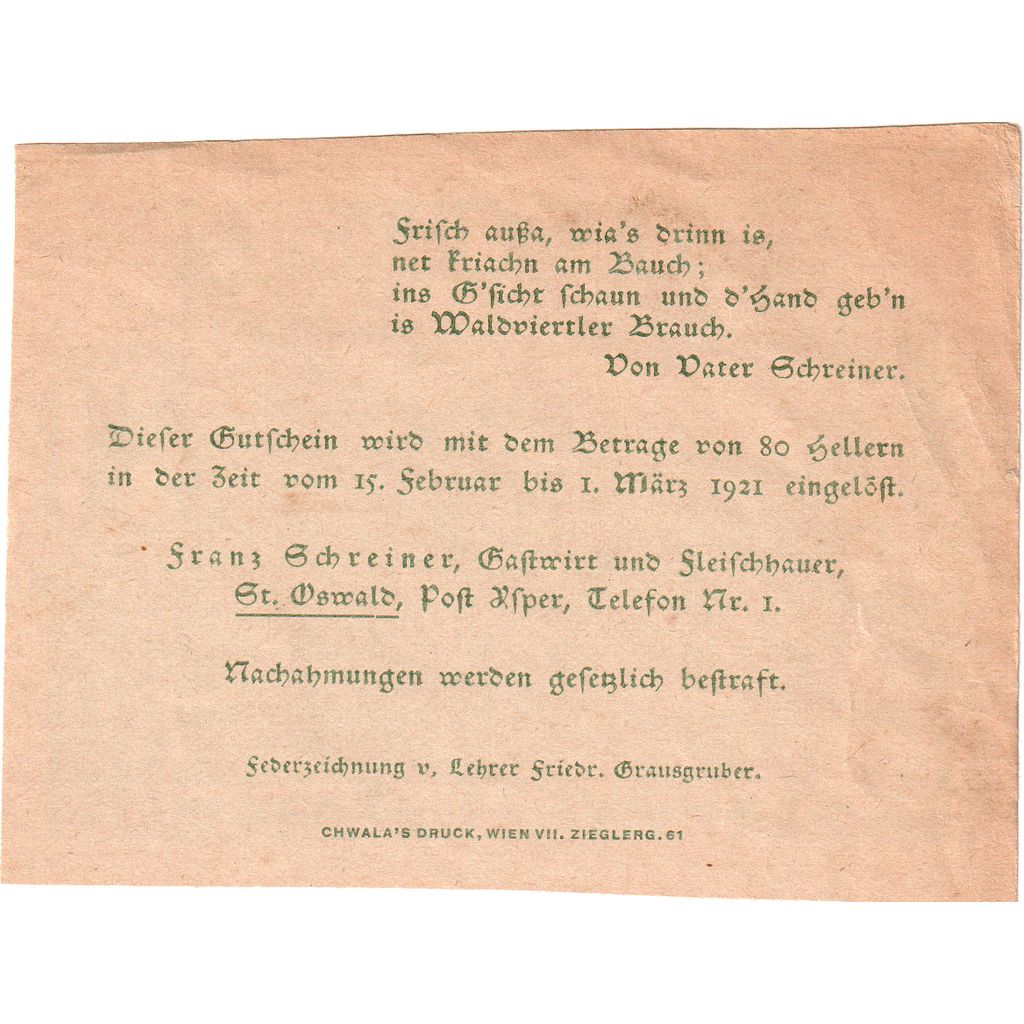 Frisch außa, wia's drinn is,
net kriachn am Bauch;
ins G'sicht schaun und d'Hand geb'n
is Waldviertler Brauch.
Von Vater Schreiner.
Dieser Gutschein wird mit dem Betrage von 80 Hellern
in der Zeit vom 15. Februar bis 1. März 1921 eingelöst.
Franz Schreiner, Gastwirt und Fleischhauer,
St. Oswald, Post Ysper, Telefon Nr. 1.
Nachahmungen werden gesetzlich bestraft.
Federzeichnung v. Lehrer Friedr. Grausgruber.
CHWALA'S DRUCK, WIEN VII. ZIEGLERG. 61